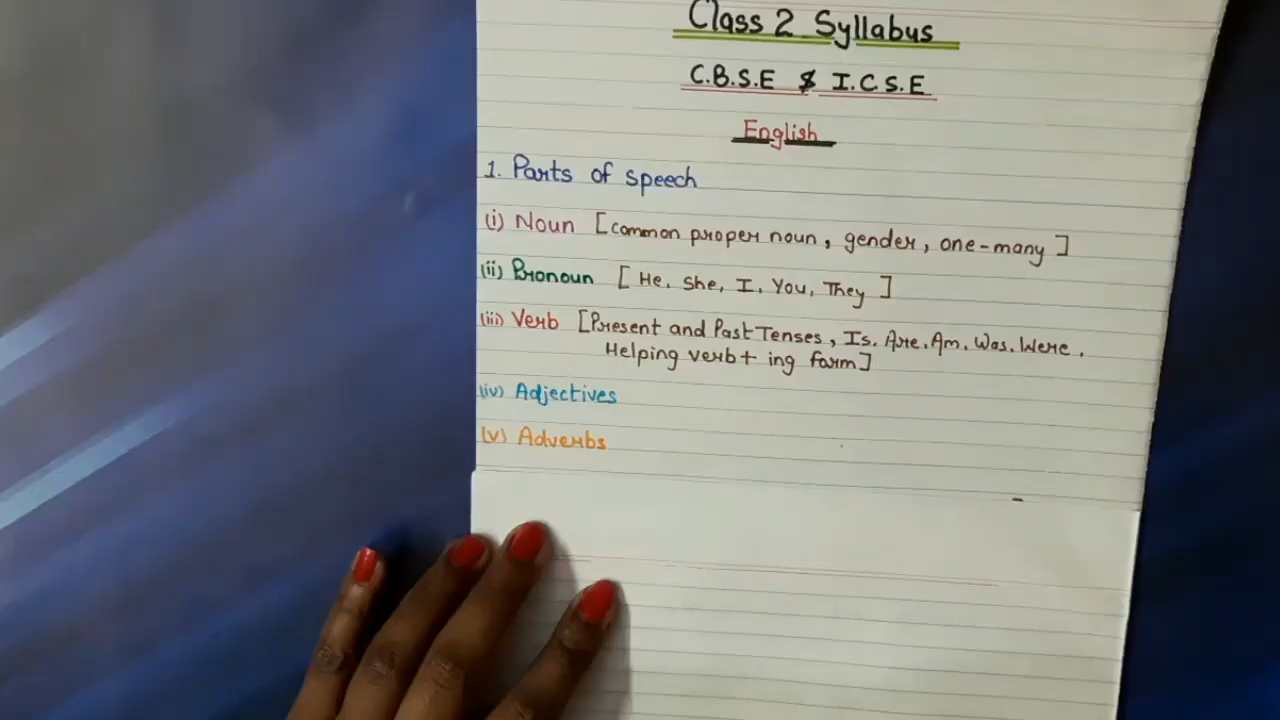 Class 2 Syllabus
C.B.S.E & I.C.S.E
English
1. Parts of speech
(i) Noun [common proper noun, gender, one-many]
(ii) Pronoun [He. She, I. You, They]
(iii) Verb [Present and Past Tenses, Is. Are. Am. Was. Were.
Helping verb + ing form]
(iv) Adjectives
(v) Adverbs